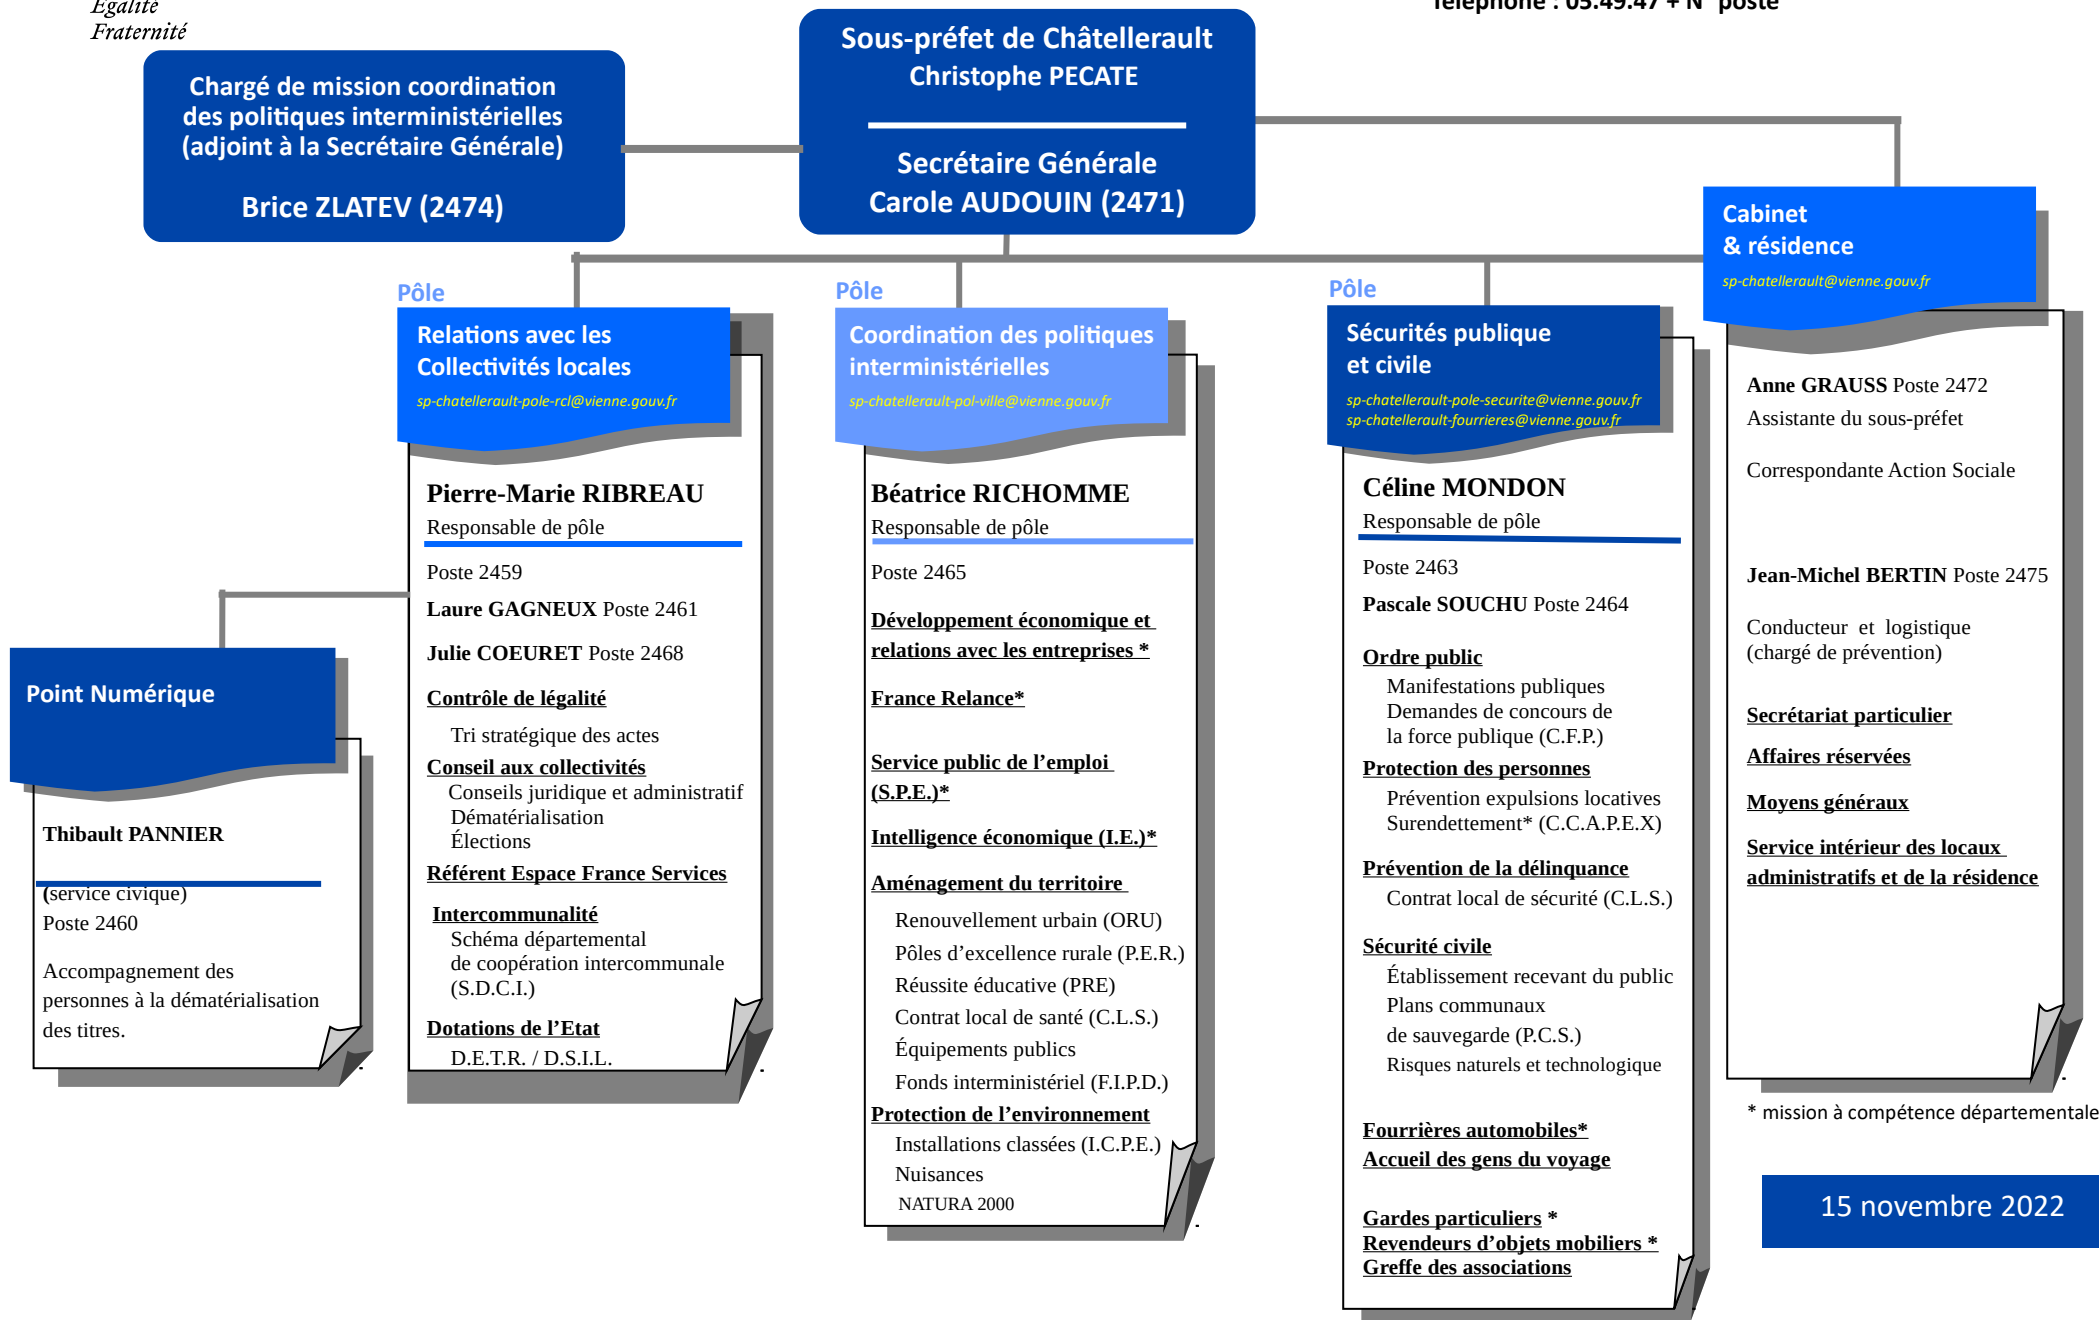 Égalité
Fraternité
Téléphone : 05.49.47 + N° poste
Chargé de mission coordination
des politiques interministérielles
(adjoint à la Secrétaire Générale)
Brice ZLATEV (2474)
Sous-préfet de Châtellerault
Christophe PECATE
Secrétaire Générale
Carole AUDOUIN (2471)
Cabinet
& résidence
sp-chatellerault@vienne.gouv.fr
Anne GRAUSS Poste 2472
Assistante du sous-préfet
Correspondante Action Sociale
Jean-Michel BERTIN Poste 2475
Conducteur et logistique
(chargé de prévention)
Secrétariat particulier
Affaires réservées
Moyens généraux
Service intérieur des locaux
administratifs et de la résidence
Pôle
Relations avec les
Collectivités locales
sp-chatellerault-pole-rcl@vienne.gouv.fr
Pierre-Marie RIBREAU
Responsable de pôle
Poste 2459
Laure GAGNEUX Poste 2461
Julie COEURET Poste 2468
Contrôle de légalité
Tri stratégique des actes
Conseil aux collectivités
Conseils juridique et administratif
Dématérialisation
Élections
Référent Espace France Services
Intercommunalité
Schéma départemental
de coopération intercommunale
(S.D.C.I.)
Dotations de l'Etat
D.E.T.R. / D.S.I.L.
Pôle
Coordination des politiques
interministérielles
sp-chatellerault-pol-ville@vienne.gouv.fr
Béatrice RICHOMME
Responsable de pôle
Poste 2465
Développement économique et
relations avec les entreprises *
France Relance*
Service public de l'emploi
(S.P.E.)*
Intelligence économique (I.E.)*
Aménagement du territoire
Renouvellement urbain (ORU)
Pôles d'excellence rurale (P.E.R.)
Réussite éducative (PRE)
Contrat local de santé (C.L.S.)
Équipements publics
Fonds interministériel (F.I.P.D.)
Protection de l'environnement
Installations classées (I.C.P.E.)
Nuisances
NATURA 2000
Pôle
Sécurités publique
et civile
sp-chatellerault-pole-securite@vienne.gouv.fr
sp-chatellerault-fourrieres@vienne.gouv.fr
Céline MONDON
Responsable de pôle
Poste 2463
Pascale SOUCHU Poste 2464
Ordre public
Manifestations publiques
Demandes de concours de
la force publique (C.F.P.)
Protection des personnes
Prévention expulsions locatives
Surendettement* (C.C.A.P.E.X)
Prévention de la délinquance
Contrat local de sécurité (C.L.S.)
Sécurité civile
Établissement recevant du public
Plans communaux
de sauvegarde (P.C.S.)
Risques naturels et technologique
Fourrières automobiles*
Accueil des gens du voyage
Gardes particuliers *
Revendeurs d'objets mobiliers *
Greffe des associations
Point Numérique
Thibault PANNIER
(service civique)
Poste 2460
Accompagnement des
personnes à la dématérialisation
des titres.
* mission à compétence départementale
15 novembre 2022